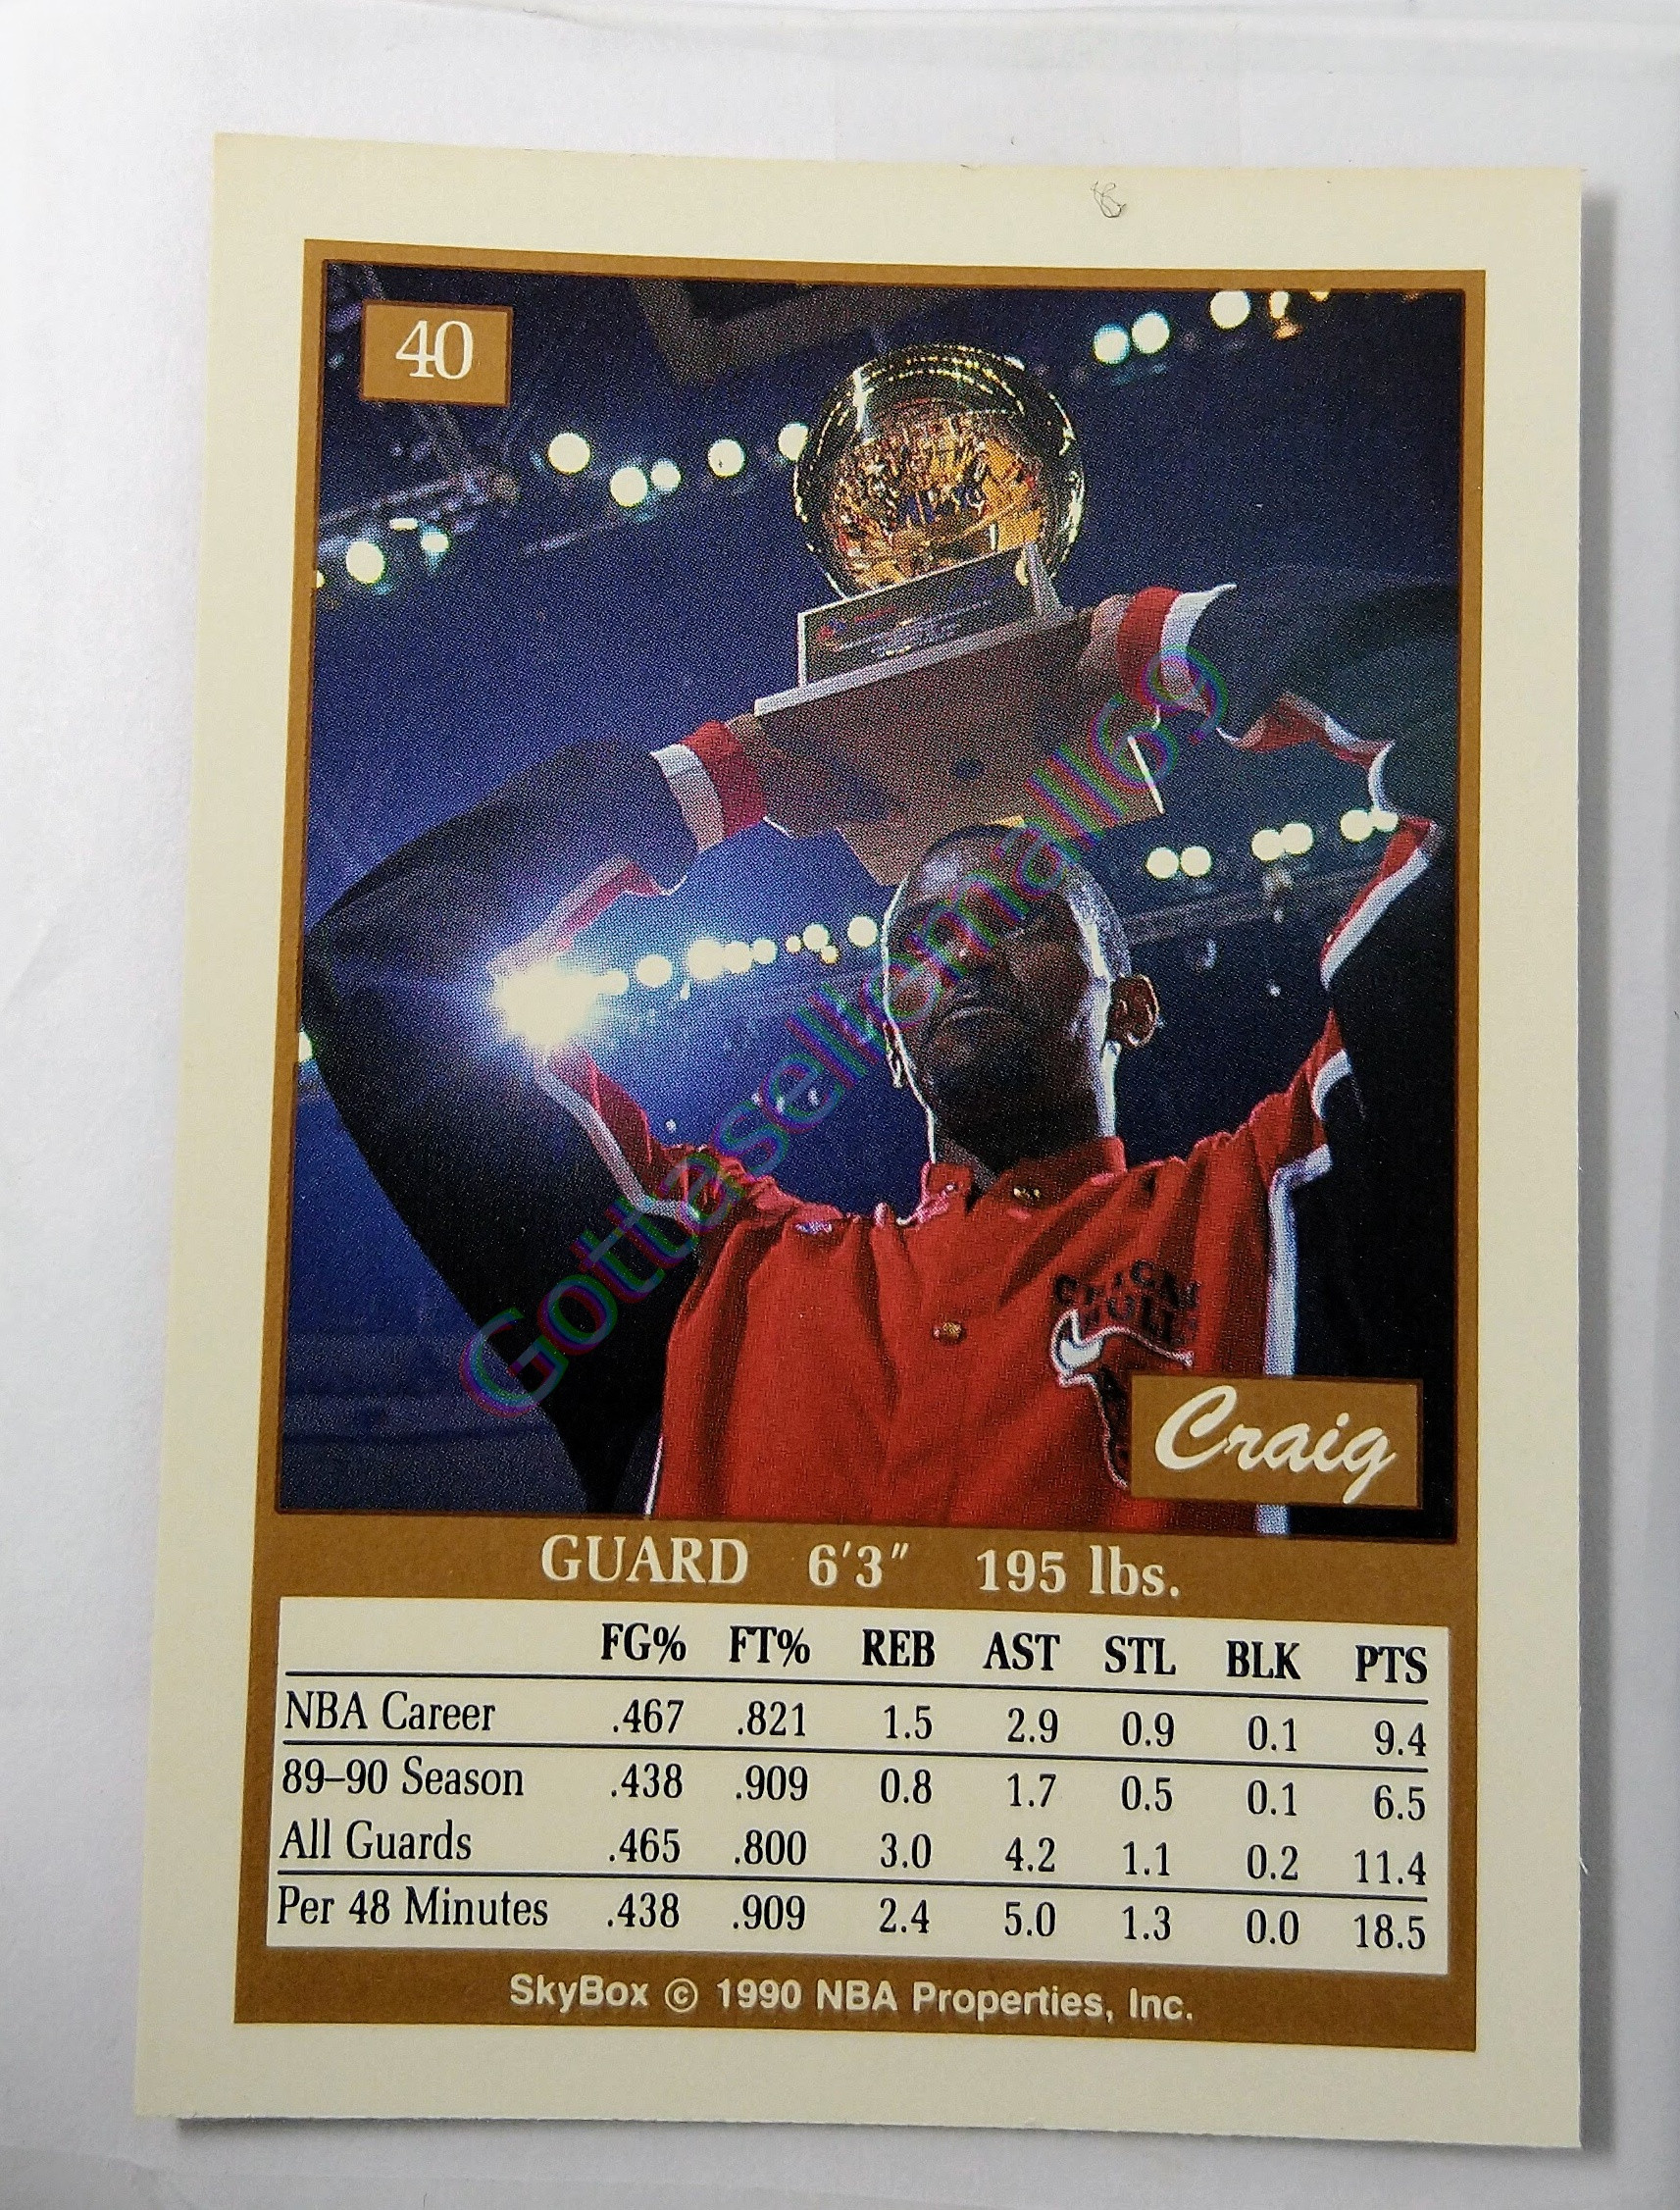 40
Gottasellemall69
CHICAGO
BULLS
Craig
GUARD 6'3" 195 lbs.
FG% FT% REB AST STL BLK PTS
NBA Career .467 .821 1.5 2.9 0.9 0.1 9.4
89–90 Season .438 .909 0.8 1.7 0.5 0.1 6.5
All Guards .465 .800 3.0 4.2 1.1 0.2 11.4
Per 48 Minutes .438 .909 2.4 5.0 1.3 0.0 18.5
SkyBox © 1990 NBA Properties, Inc.